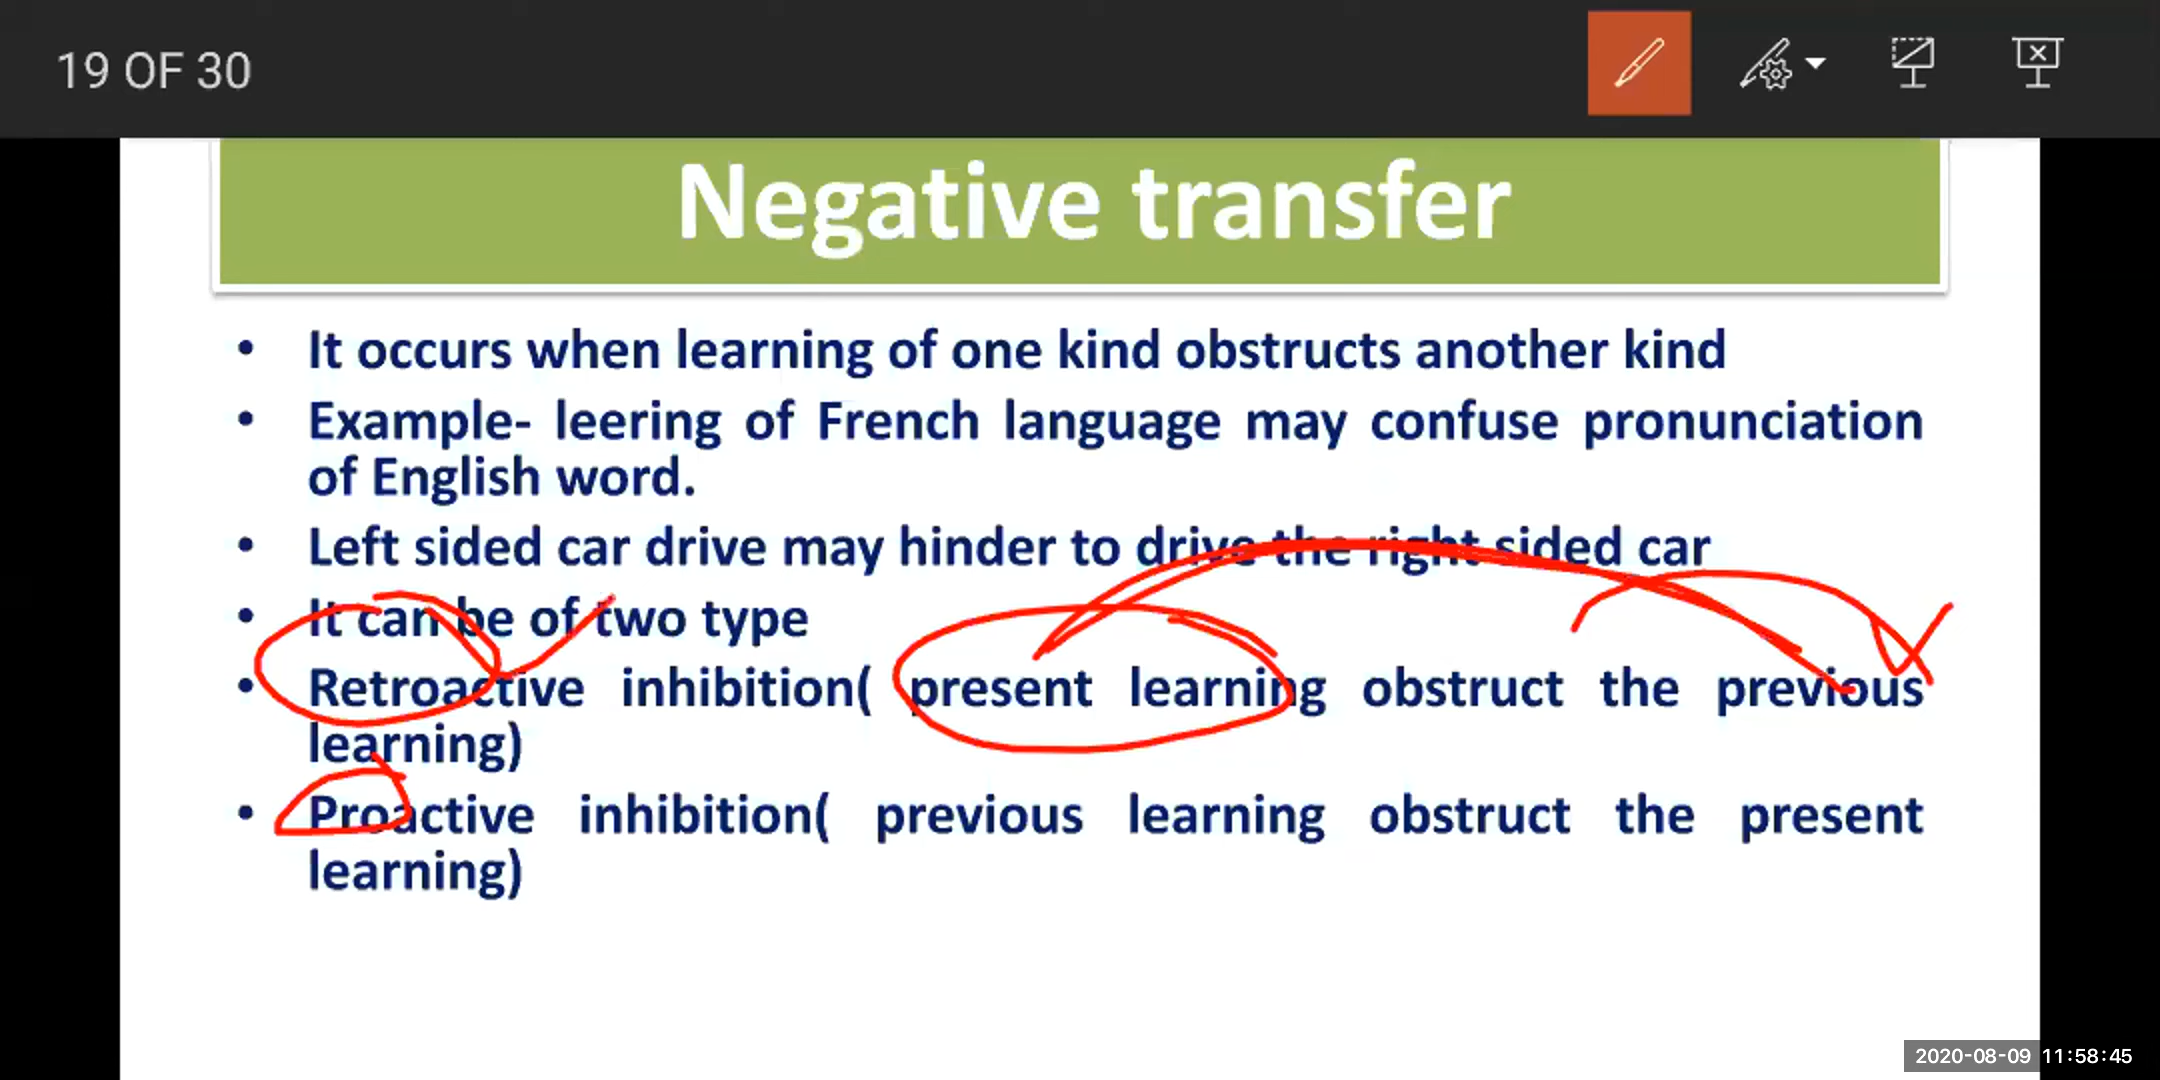 19 OF 30
Negative transfer
• It occurs when learning of one kind obstructs another kind
• Example- leering of French language may confuse pronunciation
of English word.
• Left sided car drive may hinder to drive the right sided car
• It can be of two type
• Retroactive inhibition( present learning obstruct the previous
learning)
• Proactive inhibition( previous learning obstruct the present
learning)
2020-08-09 11:58:45